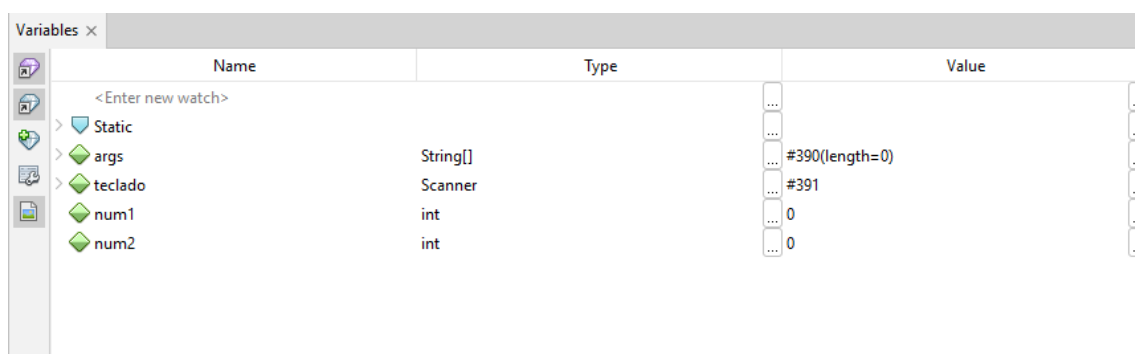 Variables ×
Name Type Value
<Enter new watch> ...
Static ...
args String[] ... #390(length=0)
teclado Scanner ... #391
num1 int ... 0
num2 int ... 0